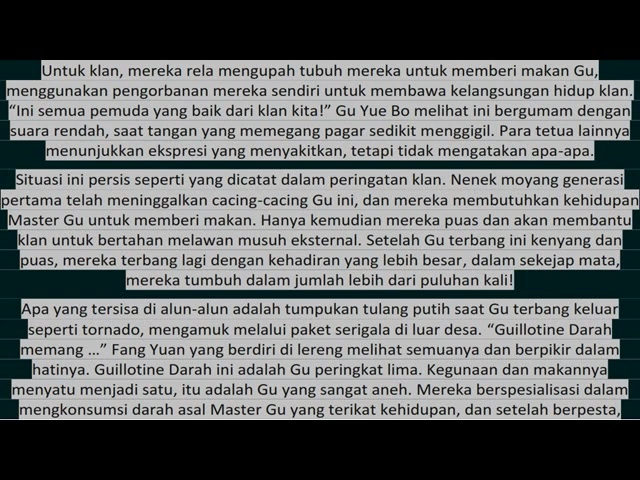 Untuk klan, mereka rela mengupah tubuh mereka untuk memberi makan Gu,
menggunakan pengorbanan mereka sendiri untuk membawa kelangsungan hidup klan.
“Ini semua pemuda yang baik dari klan kita!” Gu Yue Bo melihat ini bergumam dengan
suara rendah, saat tangan yang memegang pagar sedikit menggigil. Para tetua lainnya
menunjukkan ekspresi yang menyakitkan, tetapi tidak mengatakan apa-apa.
Situasi ini persis seperti yang dicatat dalam peringatan klan. Nenek moyang generasi
pertama telah meninggalkan cacing-cacing Gu ini, dan mereka membutuhkan kehidupan
Master Gu untuk memberi makan. Hanya kemudian mereka puas dan akan membantu
klan untuk bertahan melawan musuh eksternal. Setelah Gu terbang ini kenyang dan
puas, mereka terbang lagi dengan kehadiran yang lebih besar, dalam sekejap mata,
mereka tumbuh dalam jumlah lebih dari puluhan kali!
Apa yang tersisa di alun-alun adalah tumpukan tulang putih saat Gu terbang keluar
seperti tornado, mengamuk melalui paket serigala di luar desa. “Guillotine Darah
memang …” Fang Yuan yang berdiri di lereng melihat semuanya dan berpikir dalam
hatinya. Guillotine Darah ini adalah Gu peringkat lima. Kegunaan dan makannya
menyatu menjadi satu, itu adalah Gu yang sangat aneh. Mereka berspesialisasi dalam
mengkonsumsi darah asal Master Gu yang terikat kehidupan, dan setelah berpesta,